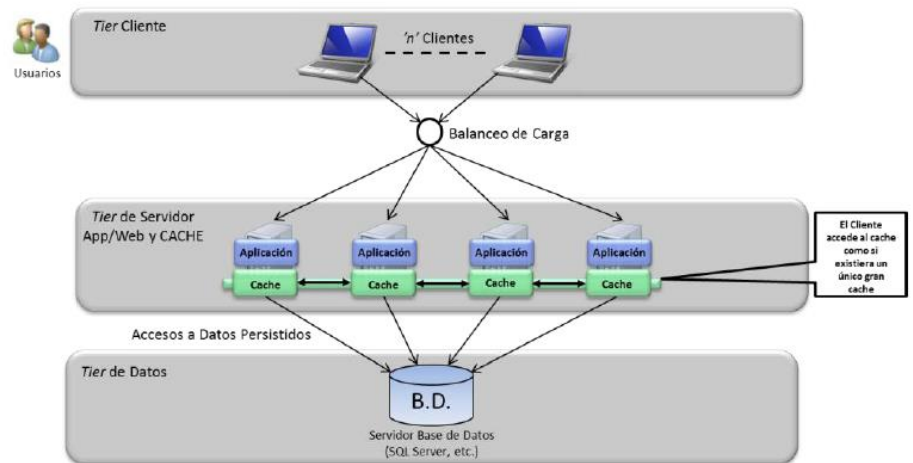 Tier Cliente
Usuarios
'n' Clientes
Balanceo de Carga
Tier de Servidor
App/Web y CACHE
Aplicación
Aplicación
Aplicación
Aplicación
Cache
Cache
Cache
Cache
El Cliente
accede al cache
como si
existiera un
único gran
cache
Accesos a Datos Persistidos
Tier de Datos
B.D.
Servidor Base de Datos
(SQL Server, etc.)